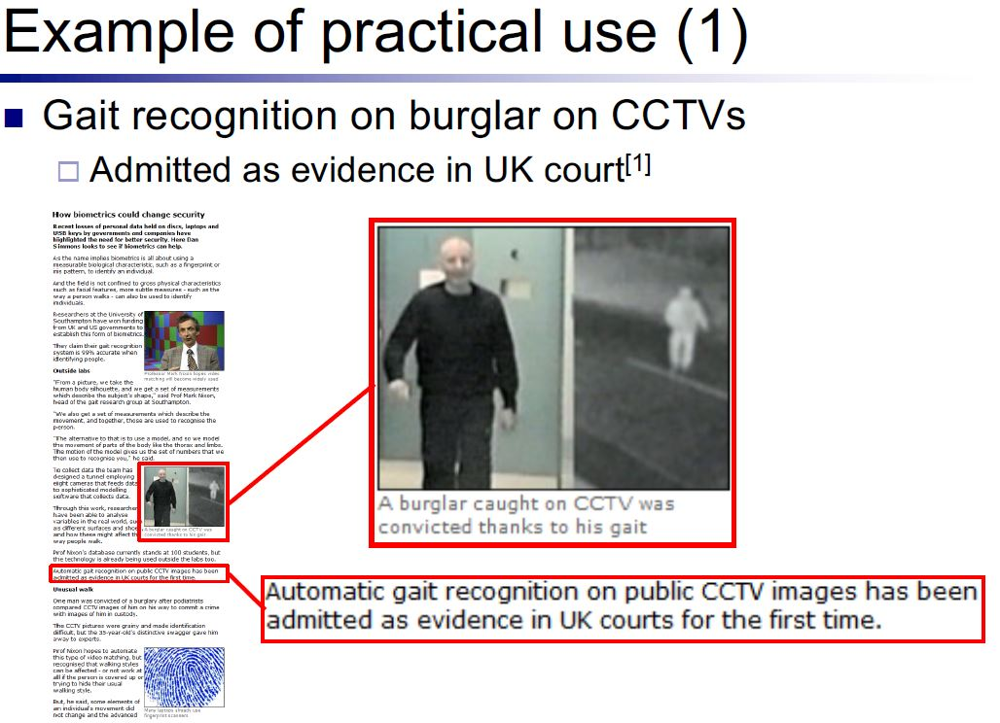 Example of practical use (1)
Gait recognition on burglar on CCTVs
Admitted as evidence in UK court[1]
How biometrics could change security
Recent losses of personal data held on discs, laptops and
USB keys by governments and companies have
highlighted the need for better security. Here Dan
Simmons looks to see if biometrics can help.
As the name implies biometrics is all about using a
measurable biological characteristic, such as a fingerprint or
iris pattern, to identify an individual.
And the field is not confined to gross physical characteristics
such as facial features, more subtle measures - such as the
way a person walks - can also be used to identify
individuals.
Researchers at the University of
Southampton have won funding
from UK and US governments to
establish this form of biometrics.
They claim their gait recognition
system is 99% accurate when
identifying people.
Professor Mark Nixon hopes video
matching will become widely used
Outside labs
"From a picture, we take the
human body silhouette, and we get a set of measurements
which describe the subject's shape," said Prof Mark Nixon,
head of the gait research group at Southampton.
"We also get a set of measurements which describe the
movement, and together, those are used to recognise the
person.
"The alternative to that is to use a model, and so we model
the movement of parts of the body like the thorax and limbs.
The motion of the model gives us the set of numbers that we
then use to recognise you," he said.
To collect data the team has
designed a tunnel employing
eight cameras that feeds data
to sophisticated modelling
software that collects data.
Through this work, researcher
have been able to analyse
variables in the real world, su
as different surfaces and shoe
and how these might affect th
way people walk.
A burglar caught on CCTV was
convicted thanks to his gait
Prof Nixon's database currently stands at 100 students, but
the technology is already being used outside the labs too.
Automatic gait recognition on public CCTV images has been
admitted as evidence in UK courts for the first time.
Unusual walk
One man was convicted of a burglary after podiatrists
compared CCTV images of him on his way to commit a crime
with images of him in custody.
The CCTV pictures were grainy and made identification
difficult, but the 35-year-old's distinctive swagger gave him
away to experts.
Prof Nixon hopes to automate
this type of video matching, but
recognised that walking styles
can be affected - or not work at
all if the person is covered up or
trying to hide their usual
walking style.
But, he said, some elements of
an individual's movement did
not change and the advanced
Many laptops already use
fingerprint scanners
A burglar caught on CCTV was
convicted thanks to his gait
Automatic gait recognition on public CCTV images has been
admitted as evidence in UK courts for the first time.